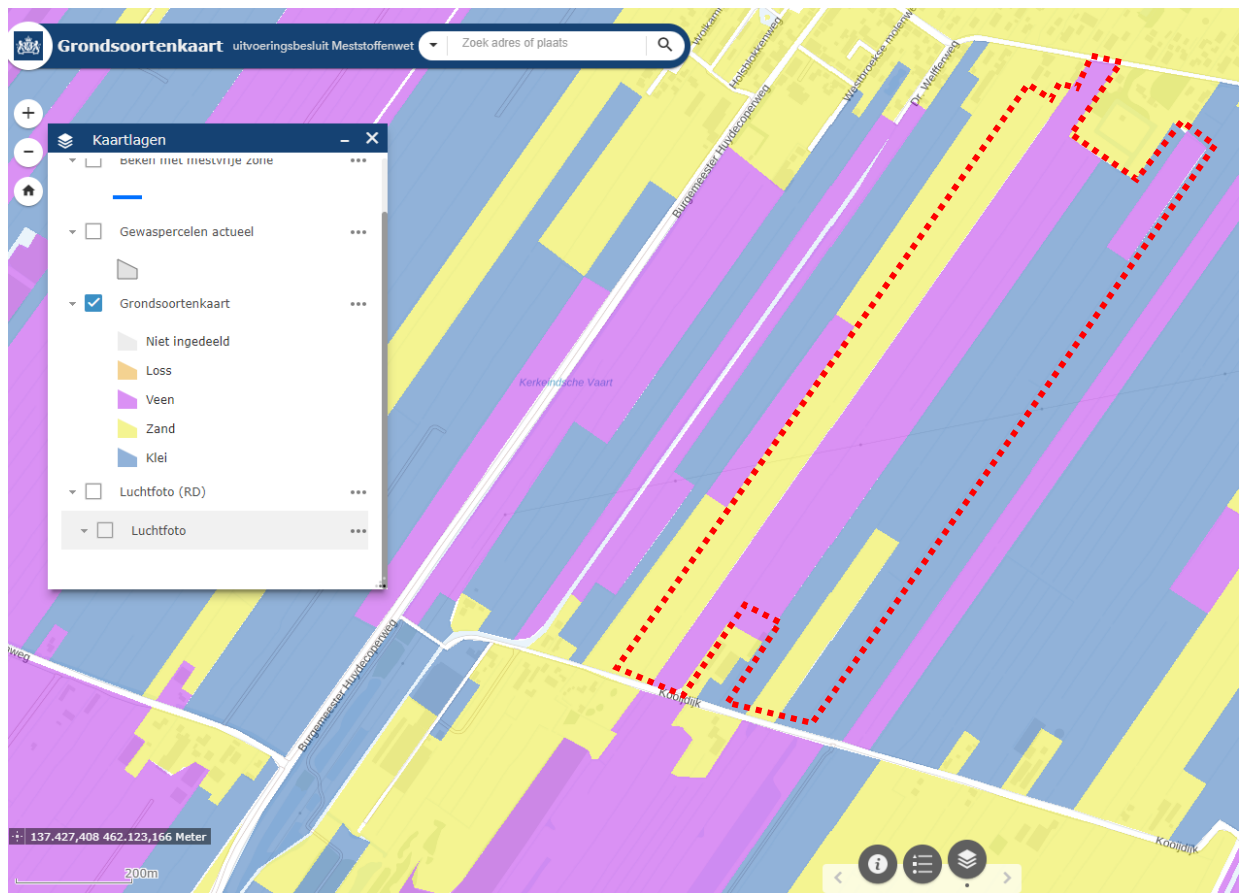 Grondsoortenkaart uitvoeringsbesluit Meststoffenwet
Zoek adres of plaats
Kaartlagen
Beken met mestvrije zone
Gewaspercelen actueel
Grondsoortenkaart
Niet ingedeeld
Loss
Veen
Zand
Klei
Luchtfoto (RD)
Luchtfoto
Holsblokkenweg
Westbroekse molenweg
Dr. Welfferweg
Burgemeester Huydecoperweg
Kerkeindsche Vaart
Burgemeester Huydecoperweg
Kooijdijk
Kooijdijk
137.427,408 462.123,166 Meter
200m